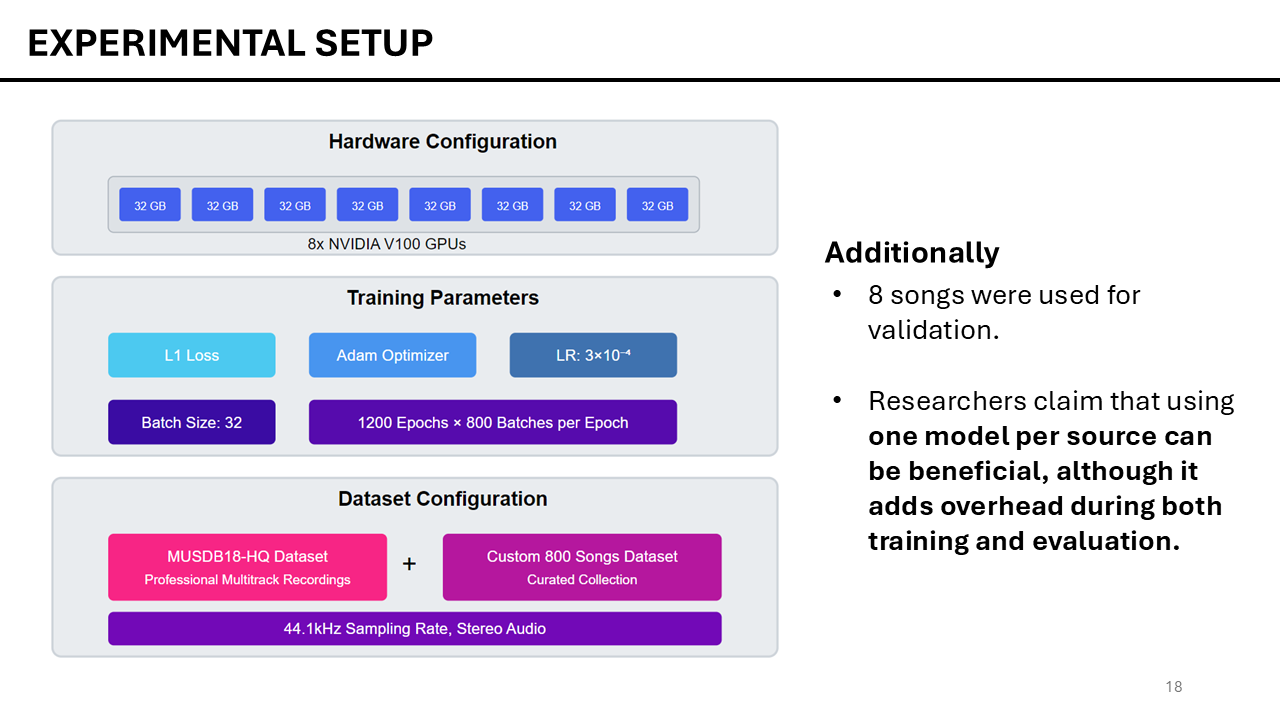 EXPERIMENTAL SETUP
Hardware Configuration
32 GB 32 GB 32 GB 32 GB 32 GB 32 GB 32 GB 32 GB
8x NVIDIA V100 GPUs
Training Parameters
L1 Loss Adam Optimizer LR: 3×10⁻⁴
Batch Size: 32 1200 Epochs × 800 Batches per Epoch
Dataset Configuration
MUSDB18-HQ Dataset
Professional Multitrack Recordings
+
Custom 800 Songs Dataset
Curated Collection
44.1kHz Sampling Rate, Stereo Audio
Additionally
• 8 songs were used for
validation.
• Researchers claim that using
one model per source can
be beneficial, although it
adds overhead during both
training and evaluation.
18